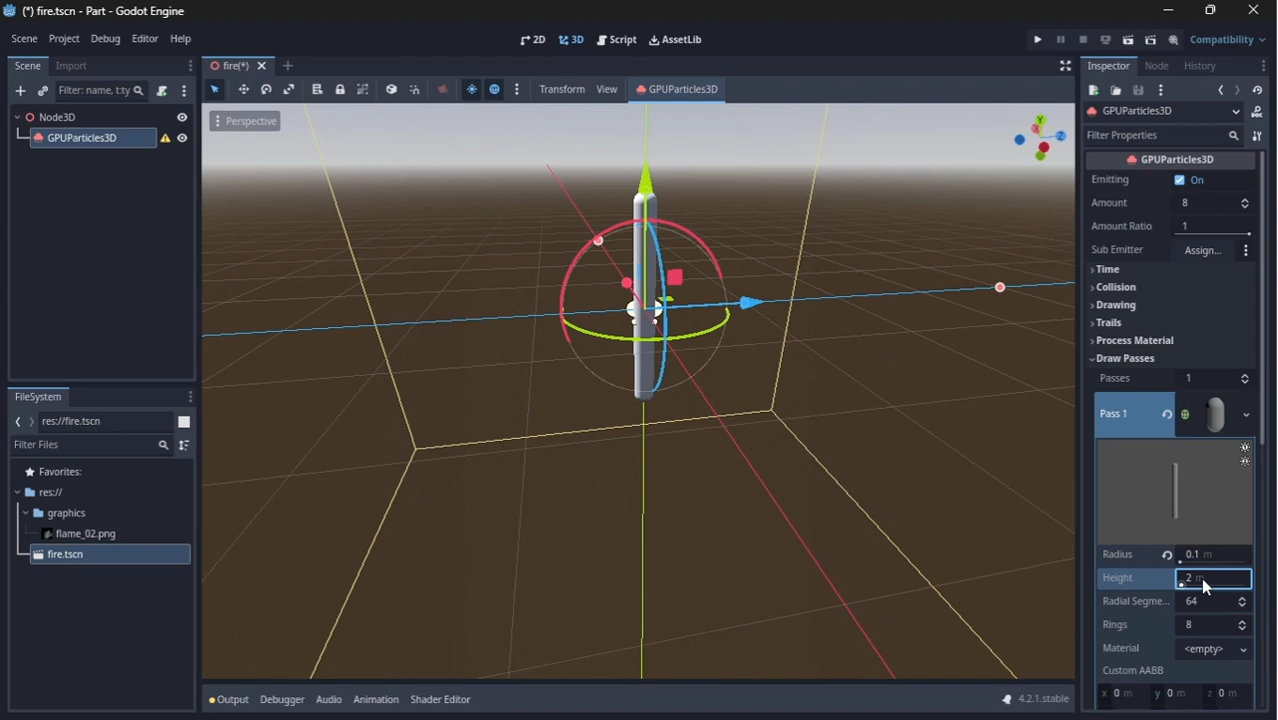 (*) fire.tscn - Part - Godot Engine
Scene Project Debug Editor Help
2D 3D Script AssetLib
Compatibility
Scene Import
fire(*)
Inspector Node History
Filter: name, t:ty
Transform View GPUParticles3D
Node3D
GPUParticles3D
Perspective
Y
Z
GPUParticles3D
Filter Properties
GPUParticles3D
Emitting On
Amount 8
Amount Ratio 1
Sub Emitter Assign...
Time
Collision
Drawing
Trails
Process Material
Draw Passes
Passes 1
Pass 1
Radius 0.1 m
Height 2 m
Radial Segme... 64
Rings 8
Material <empty>
Custom AABB
x 0 m y 0 m z 0 m
FileSystem
res://fire.tscn
Filter Files
Favorites:
res://
graphics
flame_02.png
fire.tscn
Output Debugger Audio Animation Shader Editor
4.2.1.stable